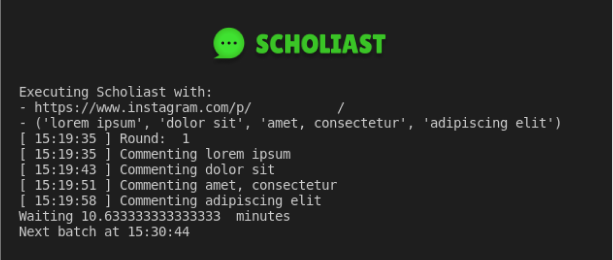 SCHOLIAST
Executing Scholiast with:
- https://www.instagram.com/p/ /
- ('lorem ipsum', 'dolor sit', 'amet, consectetur', 'adipiscing elit')
[ 15:19:35 ] Round: 1
[ 15:19:35 ] Commenting lorem ipsum
[ 15:19:43 ] Commenting dolor sit
[ 15:19:51 ] Commenting amet, consectetur
[ 15:19:58 ] Commenting adipiscing elit
Waiting 10.633333333333333 minutes
Next batch at 15:30:44